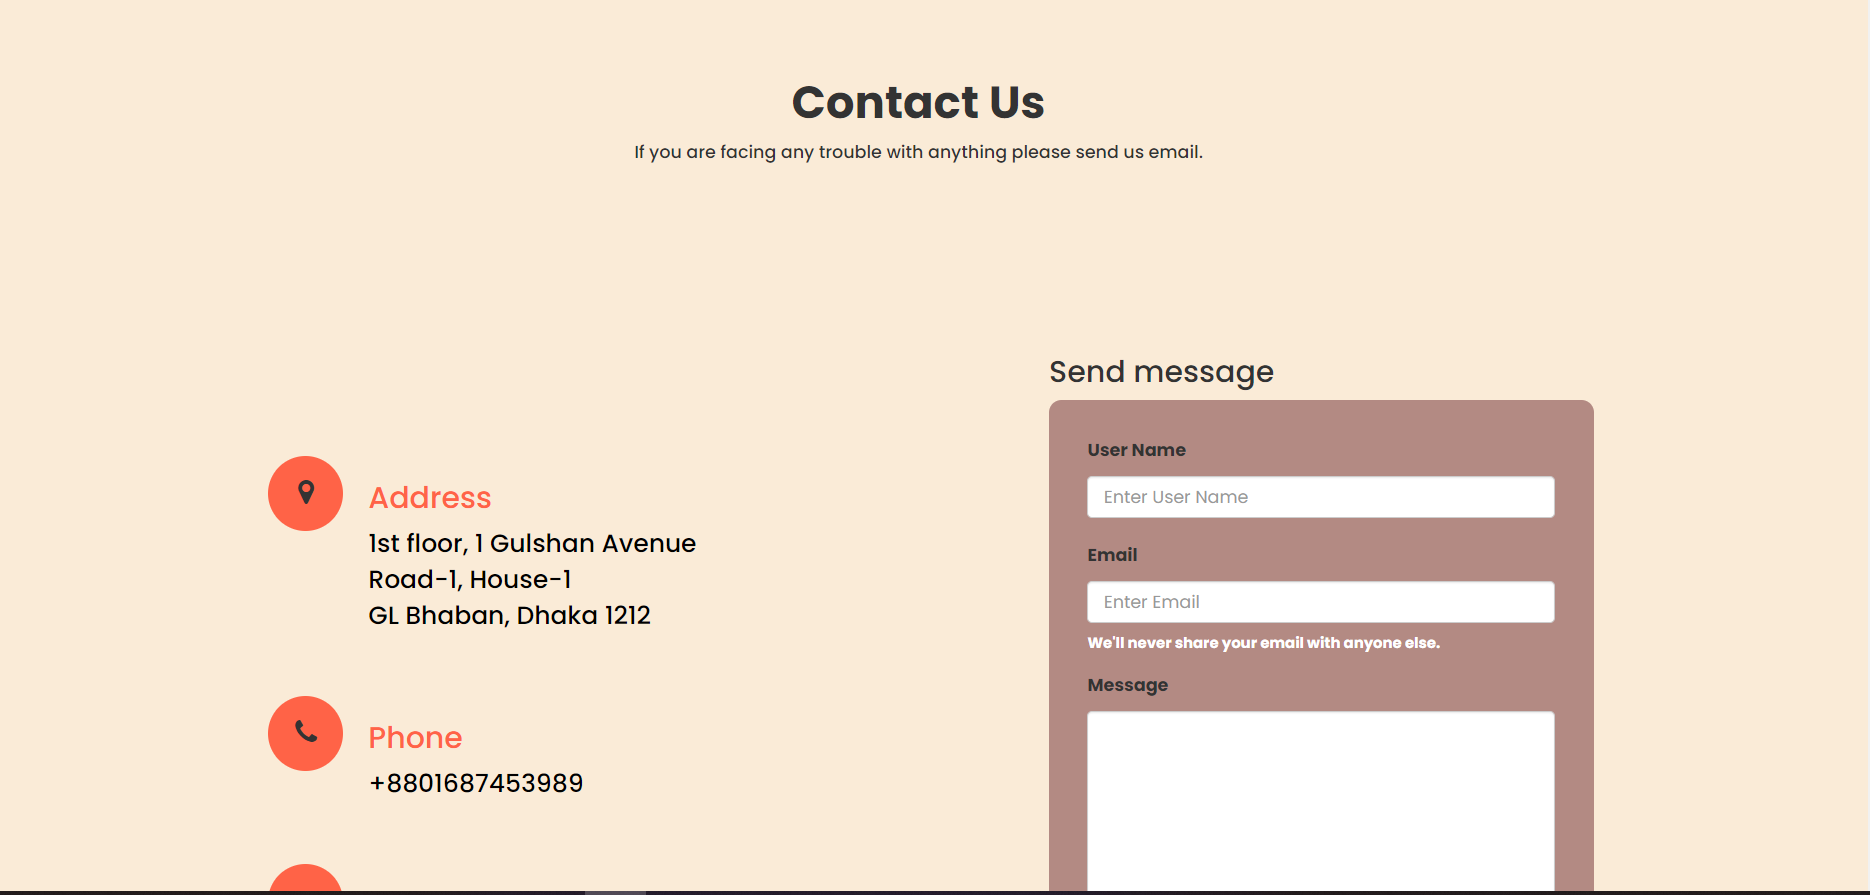 Contact Us
If you are facing any trouble with anything please send us email.
Address
1st floor, 1 Gulshan Avenue
Road-1, House-1
GL Bhaban, Dhaka 1212
Phone
+8801687453989
Send message
User Name
Enter User Name
Email
Enter Email
We'll never share your email with anyone else.
Message